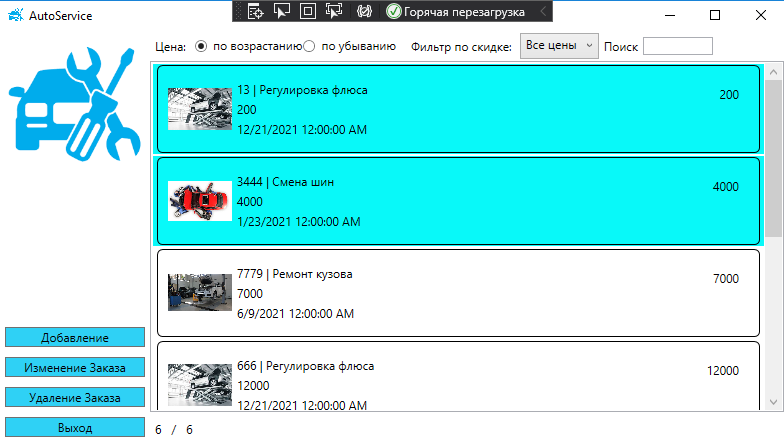 AutoService
Горячая перезагрузка
Цена: по возрастанию по убыванию Фильтр по скидке: Все цены Поиск
13 | Регулировка флюса
200
200
12/21/2021 12:00:00 AM
3444 | Смена шин
4000
4000
1/23/2021 12:00:00 AM
7779 | Ремонт кузова
7000
7000
6/9/2021 12:00:00 AM
666 | Регулировка флюса
12000
12000
12/21/2021 12:00:00 AM
Добавление
Изменение Заказа
Удаление Заказа
Выход
6 / 6